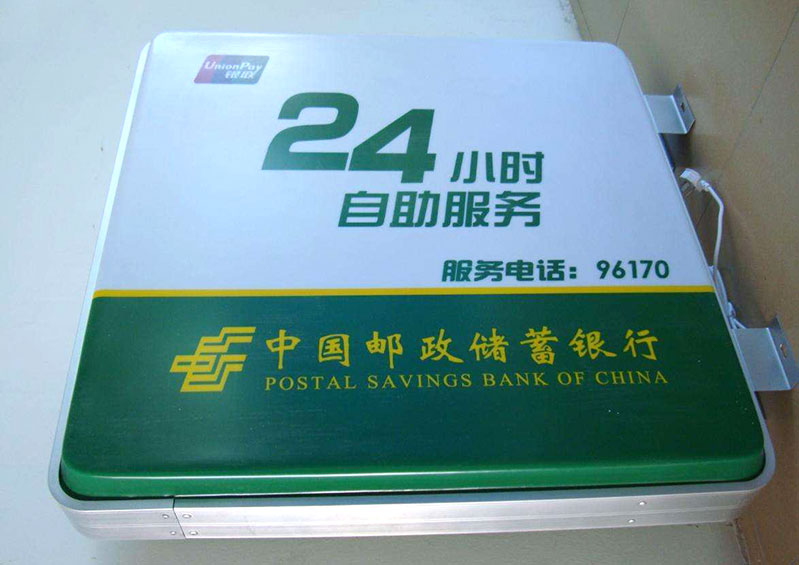 UnionPay
银联
24小时
自助服务
服务电话：96170
中国邮政储蓄银行
POSTAL SAVINGS BANK OF CHINA